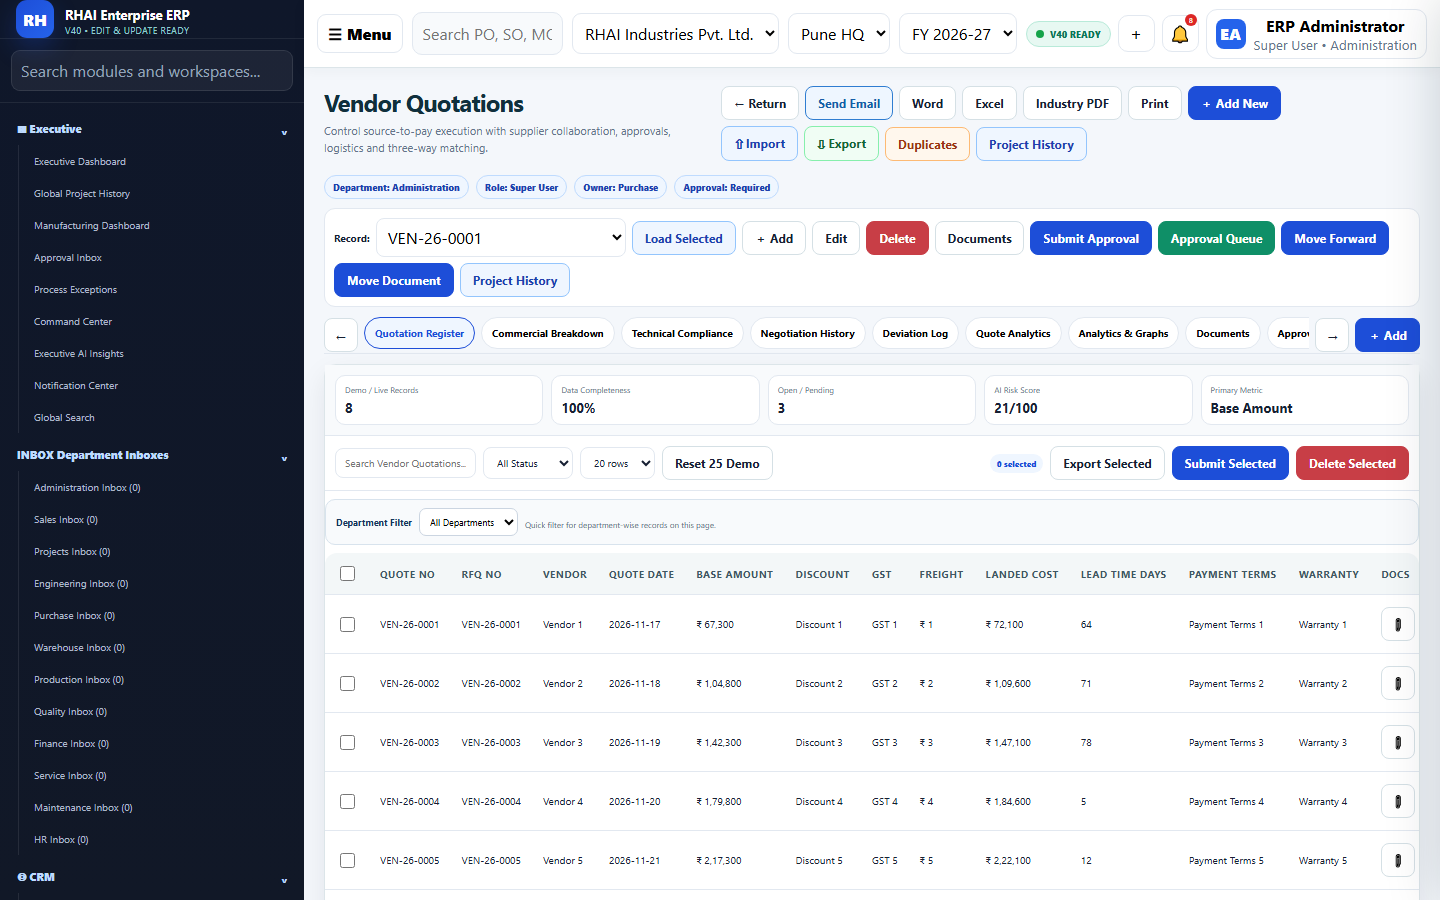 RH
RHAI Enterprise ERP
V40 • EDIT & UPDATE READY
Search modules and workspaces...
Executive
Executive Dashboard
Global Project History
Manufacturing Dashboard
Approval Inbox
Process Exceptions
Command Center
Executive AI Insights
Notification Center
Global Search
INBOX Department Inboxes
Administration Inbox (0)
Sales Inbox (0)
Projects Inbox (0)
Engineering Inbox (0)
Purchase Inbox (0)
Warehouse Inbox (0)
Production Inbox (0)
Quality Inbox (0)
Finance Inbox (0)
Service Inbox (0)
Maintenance Inbox (0)
HR Inbox (0)
CRM
☰ Menu
Search PO, SO, MO
RHAI Industries Pvt. Ltd.
Pune HQ
FY 2026-27
V40 READY
+
8
EA
ERP Administrator
Super User • Administration
Vendor Quotations
Control source-to-pay execution with supplier collaboration, approvals,
logistics and three-way matching.
← Return
Send Email
Word
Excel
Industry PDF
Print
+ Add New
⇧ Import
⇩ Export
Duplicates
Project History
Department: Administration
Role: Super User
Owner: Purchase
Approval: Required
Record:
VEN-26-0001
Load Selected
+ Add
Edit
Delete
Documents
Submit Approval
Approval Queue
Move Forward
Move Document
Project History
←
Quotation Register
Commercial Breakdown
Technical Compliance
Negotiation History
Deviation Log
Quote Analytics
Analytics & Graphs
Documents
Approv
→
+ Add
Demo / Live Records
8
Data Completeness
100%
Open / Pending
3
AI Risk Score
21/100
Primary Metric
Base Amount
Search Vendor Quotations...
All Status
20 rows
Reset 25 Demo
0 selected
Export Selected
Submit Selected
Delete Selected
Department Filter
All Departments
Quick filter for department-wise records on this page.
QUOTE NO RFQ NO VENDOR QUOTE DATE BASE AMOUNT DISCOUNT GST FREIGHT LANDED COST LEAD TIME DAYS PAYMENT TERMS WARRANTY DOCS
VEN-26-0001 VEN-26-0001 Vendor 1 2026-11-17 ₹ 67,300 Discount 1 GST 1 ₹ 1 ₹ 72,100 64 Payment Terms 1 Warranty 1
VEN-26-0002 VEN-26-0002 Vendor 2 2026-11-18 ₹ 1,04,800 Discount 2 GST 2 ₹ 2 ₹ 1,09,600 71 Payment Terms 2 Warranty 2
VEN-26-0003 VEN-26-0003 Vendor 3 2026-11-19 ₹ 1,42,300 Discount 3 GST 3 ₹ 3 ₹ 1,47,100 78 Payment Terms 3 Warranty 3
VEN-26-0004 VEN-26-0004 Vendor 4 2026-11-20 ₹ 1,79,800 Discount 4 GST 4 ₹ 4 ₹ 1,84,600 5 Payment Terms 4 Warranty 4
VEN-26-0005 VEN-26-0005 Vendor 5 2026-11-21 ₹ 2,17,300 Discount 5 GST 5 ₹ 5 ₹ 2,22,100 12 Payment Terms 5 Warranty 5